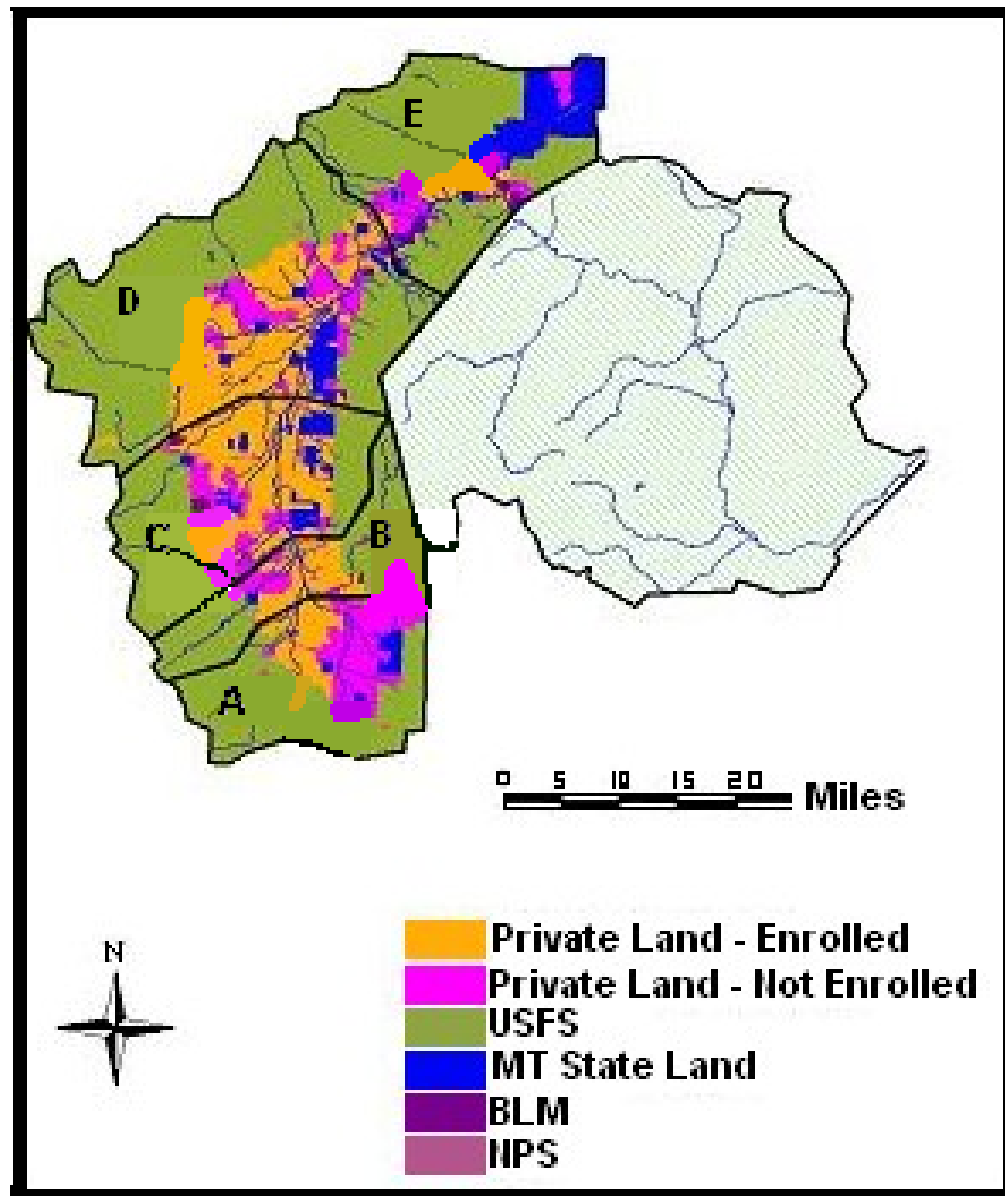 E
D
C
B
A
0 5 10 15 20
Miles
N
Private Land - Enrolled
Private Land - Not Enrolled
USFS
MT State Land
BLM
NPS